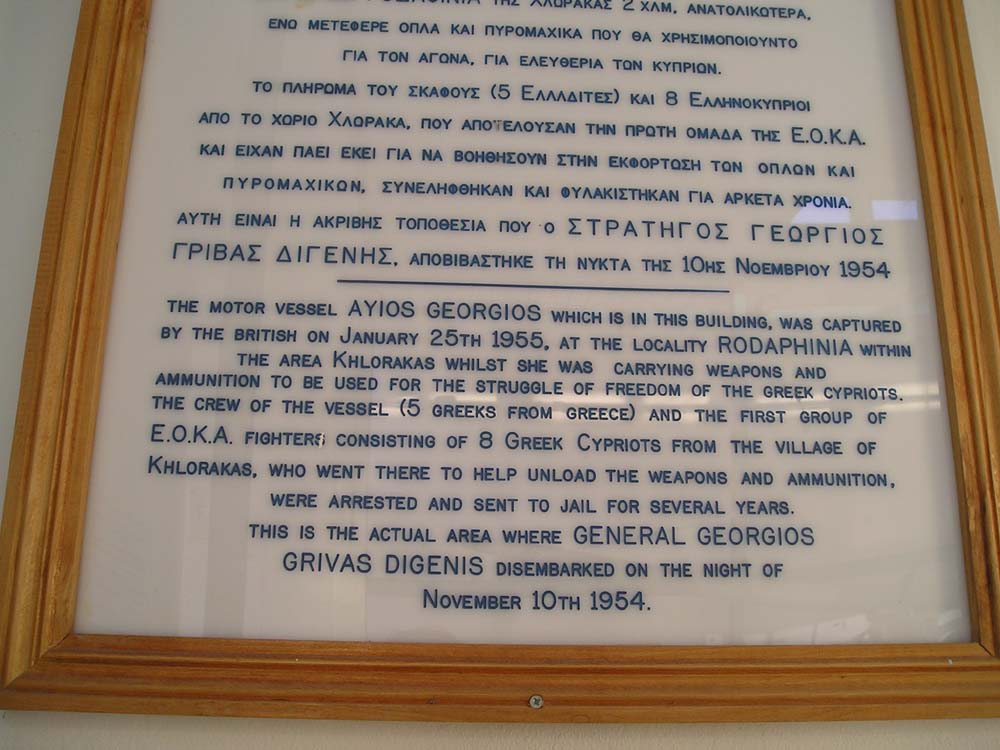 ΤΗΣ ΧΛΩΡΑΚΑΣ 2 ΧΛΜ. ΑΝΑΤΟΛΙΚΩΤΕΡΑ,
ΕΝΩ ΜΕΤΕΦΕΡΕ ΟΠΛΑ ΚΑΙ ΠΥΡΟΜΑΧΙΚΑ ΠΟΥ ΘΑ ΧΡΗΣΙΜΟΠΟΙΟΥΝΤΟ
ΓΙΑ ΤΟΝ ΑΓΩΝΑ, ΓΙΑ ΕΛΕΥΘΕΡΙΑ ΤΩΝ ΚΥΠΡΙΩΝ.
ΤΟ ΠΛΗΡΩΜΑ ΤΟΥ ΣΚΑΦΟΥΣ (5 ΕΛΛΑΔΙΤΕΣ) ΚΑΙ 8 ΕΛΛΗΝΟΚΥΠΡΙΟΙ
ΑΠΟ ΤΟ ΧΩΡΙΟ ΧΛΩΡΑΚΑ, ΠΟΥ ΑΠΟΤΕΛΟΥΣΑΝ ΤΗΝ ΠΡΩΤΗ ΟΜΑΔΑ ΤΗΣ Ε.Ο.Κ.Α.
ΚΑΙ ΕΙΧΑΝ ΠΑΕΙ ΕΚΕΙ ΓΙΑ ΝΑ ΒΟΗΘΗΣΟΥΝ ΣΤΗΝ ΕΚΦΟΡΤΩΣΗ ΤΩΝ ΟΠΛΩΝ ΚΑΙ
ΠΥΡΟΜΑΧΙΚΩΝ, ΣΥΝΕΛΗΦΘΗΚΑΝ ΚΑΙ ΦΥΛΑΚΙΣΤΗΚΑΝ ΓΙΑ ΑΡΚΕΤΑ ΧΡΟΝΙΑ.
ΑΥΤΗ ΕΙΝΑΙ Η ΑΚΡΙΒΗΣ ΤΟΠΟΘΕΣΙΑ ΠΟΥ Ο ΣΤΡΑΤΗΓΟΣ ΓΕΩΡΓΙΟΣ
ΓΡΙΒΑΣ ΔΙΓΕΝΗΣ, ΑΠΟΒΙΒΑΣΤΗΚΕ ΤΗ ΝΥΚΤΑ ΤΗΣ 10ΗΣ ΝΟΕΜΒΡΙΟΥ 1954
THE MOTOR VESSEL AYIOS GEORGIOS WHICH IS IN THIS BUILDING, WAS CAPTURED
BY THE BRITISH ON JANUARY 25TH 1955, AT THE LOCALITY RODAPHINIA WITHIN
THE AREA KHLORAKAS WHILST SHE WAS CARRYING WEAPONS AND
AMMUNITION TO BE USED FOR THE STRUGGLE OF FREEDOM OF THE GREEK CYPRIOTS.
THE CREW OF THE VESSEL (5 GREEKS FROM GREECE) AND THE FIRST GROUP OF
E.O.K.A. FIGHTERS CONSISTING OF 8 GREEK CYPRIOTS FROM THE VILLAGE OF
KHLORAKAS, WHO WENT THERE TO HELP UNLOAD THE WEAPONS AND AMMUNITION,
WERE ARRESTED AND SENT TO JAIL FOR SEVERAL YEARS.
THIS IS THE ACTUAL AREA WHERE GENERAL GEORGIOS
GRIVAS DIGENIS DISEMBARKED ON THE NIGHT OF
NOVEMBER 10TH 1954.